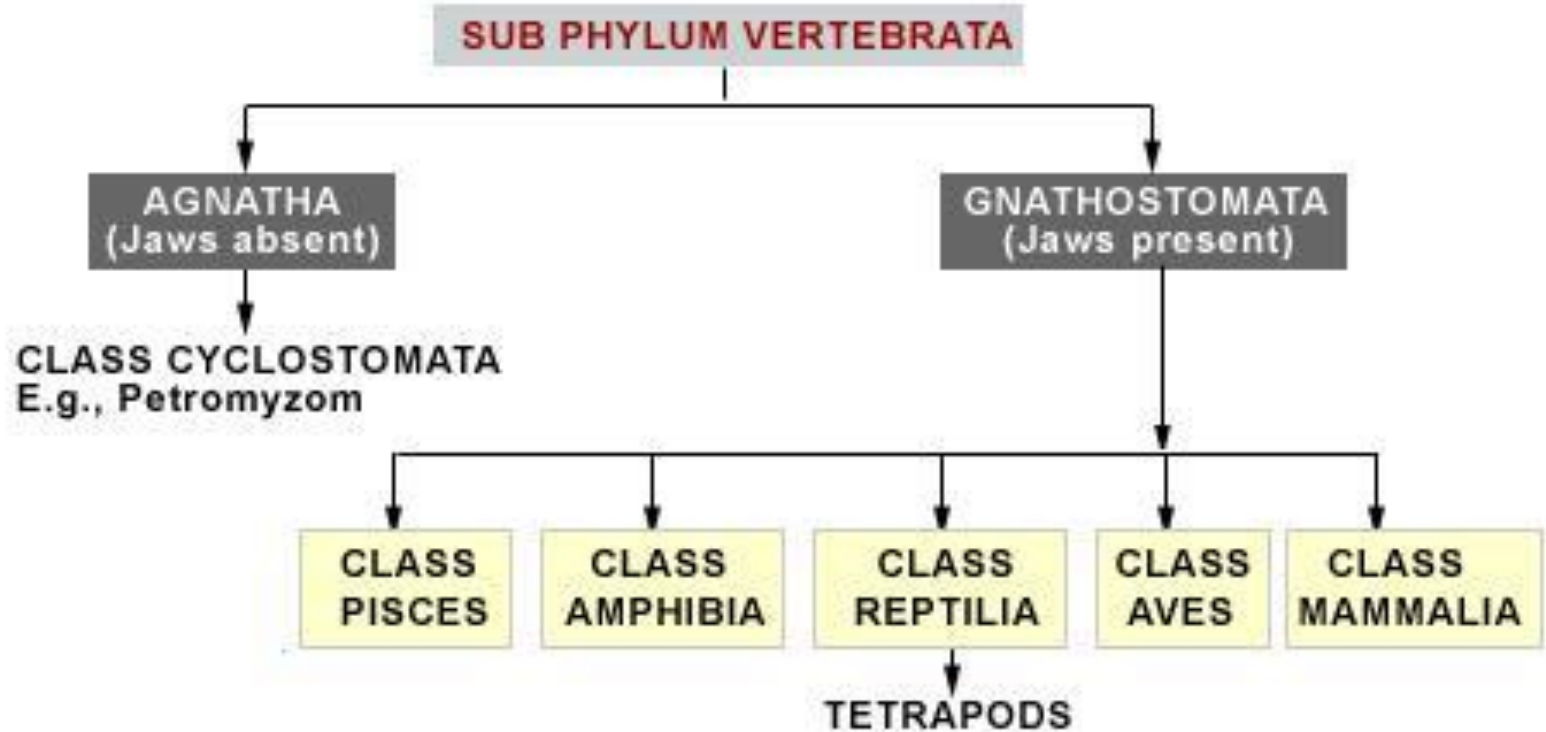 SUB PHYLUM VERTEBRATA
AGNATHA
(Jaws absent)
GNATHOSTOMATA
(Jaws present)
CLASS CYCLOSTOMATA
E.g., Petromyzom
CLASS
PISCES
CLASS
AMPHIBIA
CLASS
REPTILIA
CLASS
AVES
CLASS
MAMMALIA
TETRAPODS